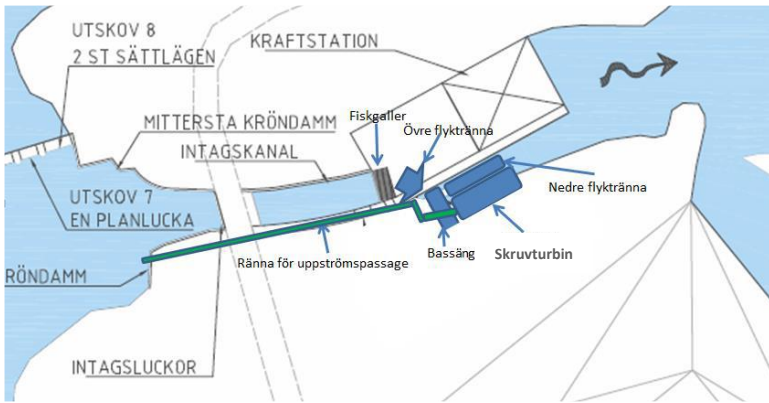 UTSKOV 8
2 ST SÄTTLÄGEN
KRAFTSTATION
Fiskgaller
Övre flyktränna
MITTERSTA KRÖNDAMM
INTAGSKANAL
Nedre flyktränna
UTSKOV 7
EN PLANLUCKA
Bassäng
Skruvturbin
Ränna för uppströmspassage
RÖNDAMM
INTAGSLUCKOR